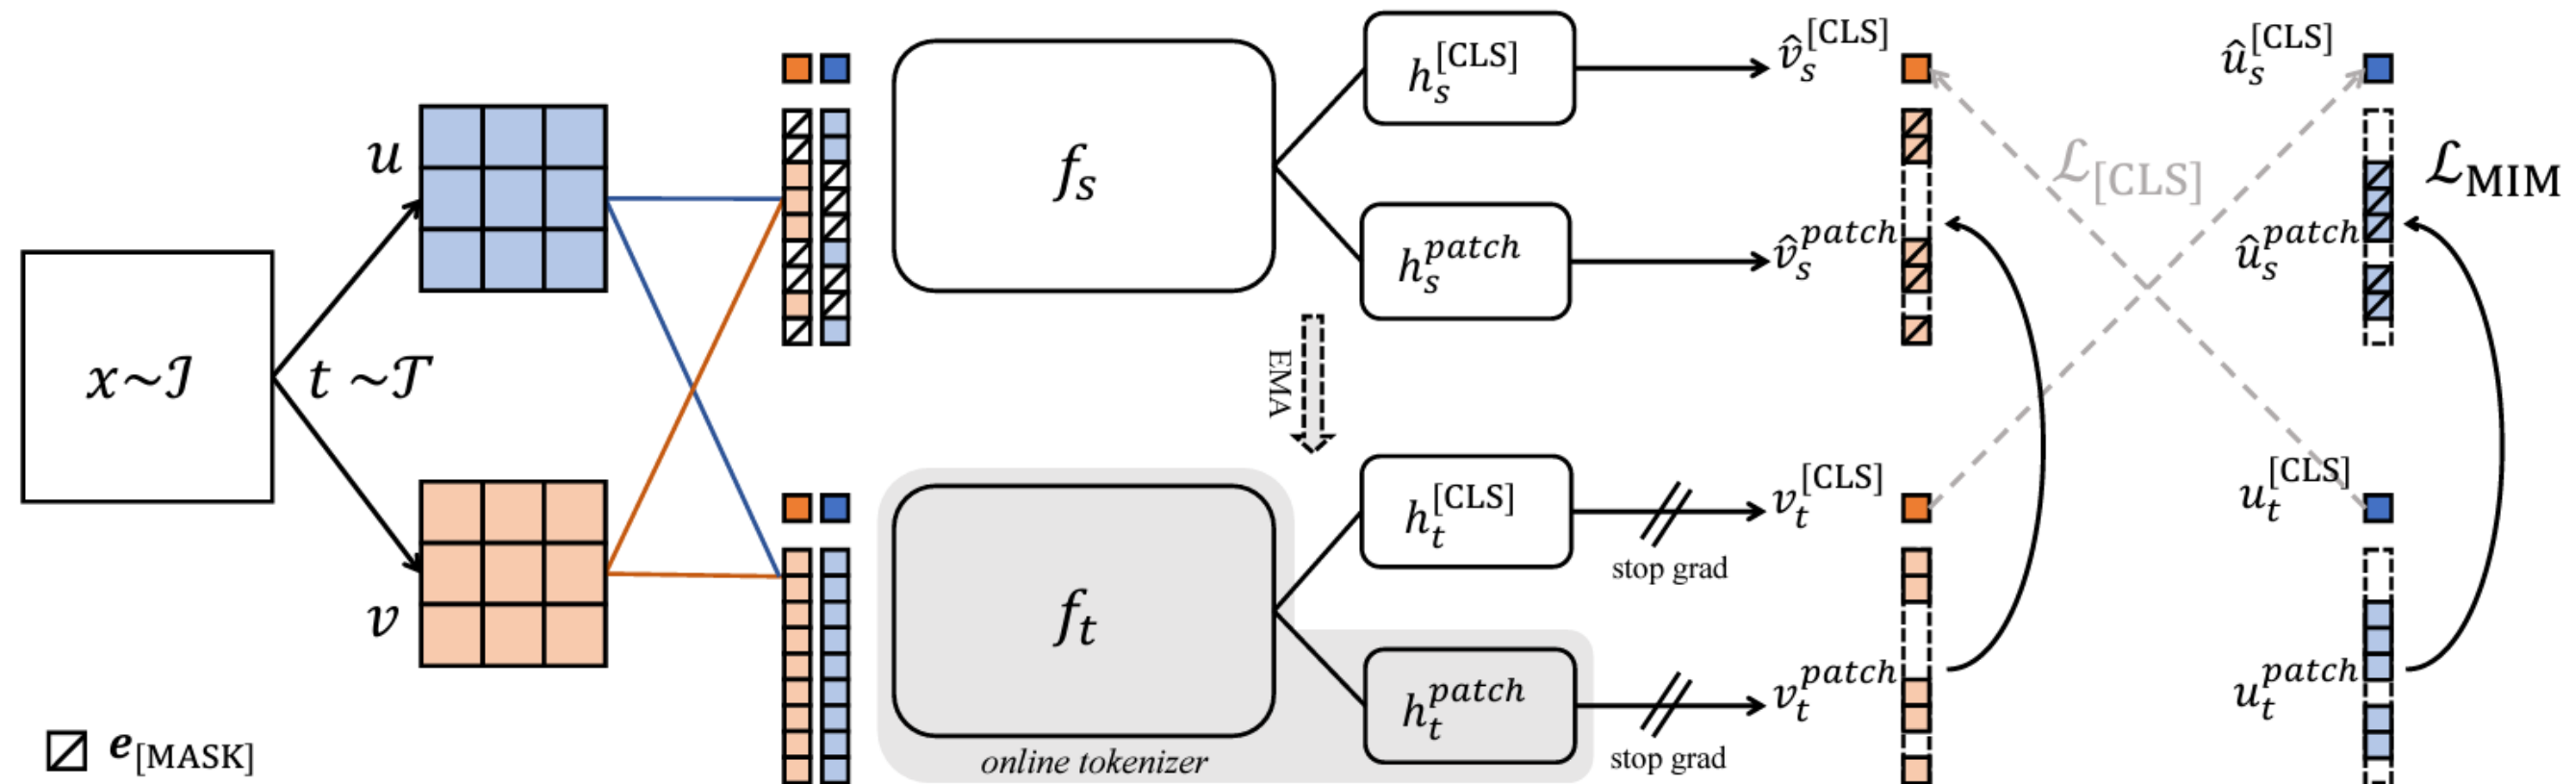 x~ℐ
t ~𝒯
u
v
e[MASK]
f_s
h_s^[CLS]
h_s^patch
v̂_s^[CLS]
v̂_s^patch
û_s^[CLS]
û_s^patch
ℒ[CLS]
ℒMIM
EMA
f_t
online tokenizer
h_t^[CLS]
h_t^patch
stop grad
stop grad
v_t^[CLS]
v_t^patch
u_t^[CLS]
u_t^patch